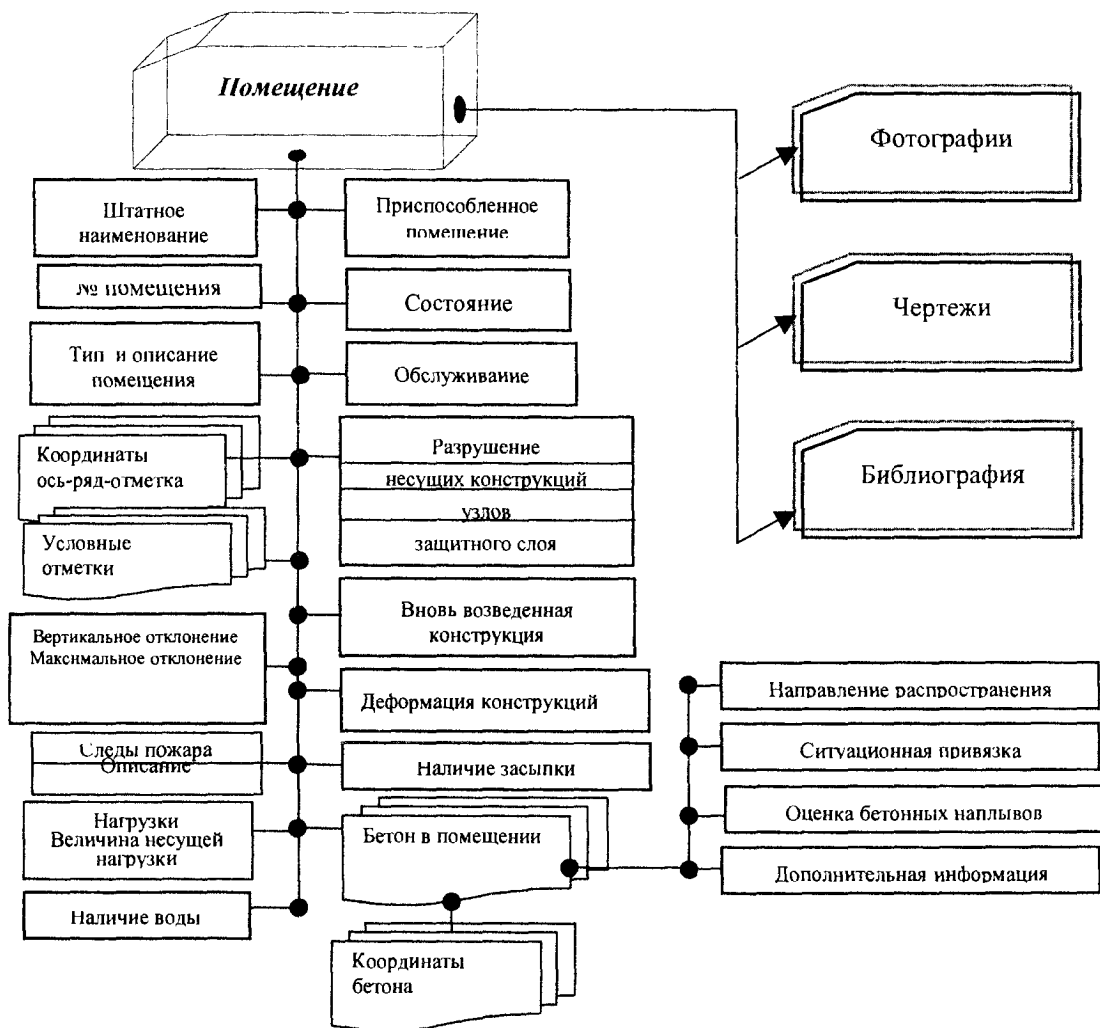 Помещение
Фотографии
Чертежи
Библиография
Штатное
наименование
№ помещения
Тип и описание
помещения
Координаты
ось-ряд-отметка
Условные
отметки
Вертикальное отклонение
Максимальное отклонение
Следы пожара
Описание
Нагрузки
Величина несущей
нагрузки
Наличие воды
Приспособленное
помещение
Состояние
Обслуживание
Разрушение
несущих конструкций
узлов
защитного слоя
Вновь возведенная
конструкция
Деформация конструкций
Наличие засыпки
Бетон в помещении
Координаты
бетона
Направление распространения
Ситуационная привязка
Оценка бетонных наплывов
Дополнительная информация